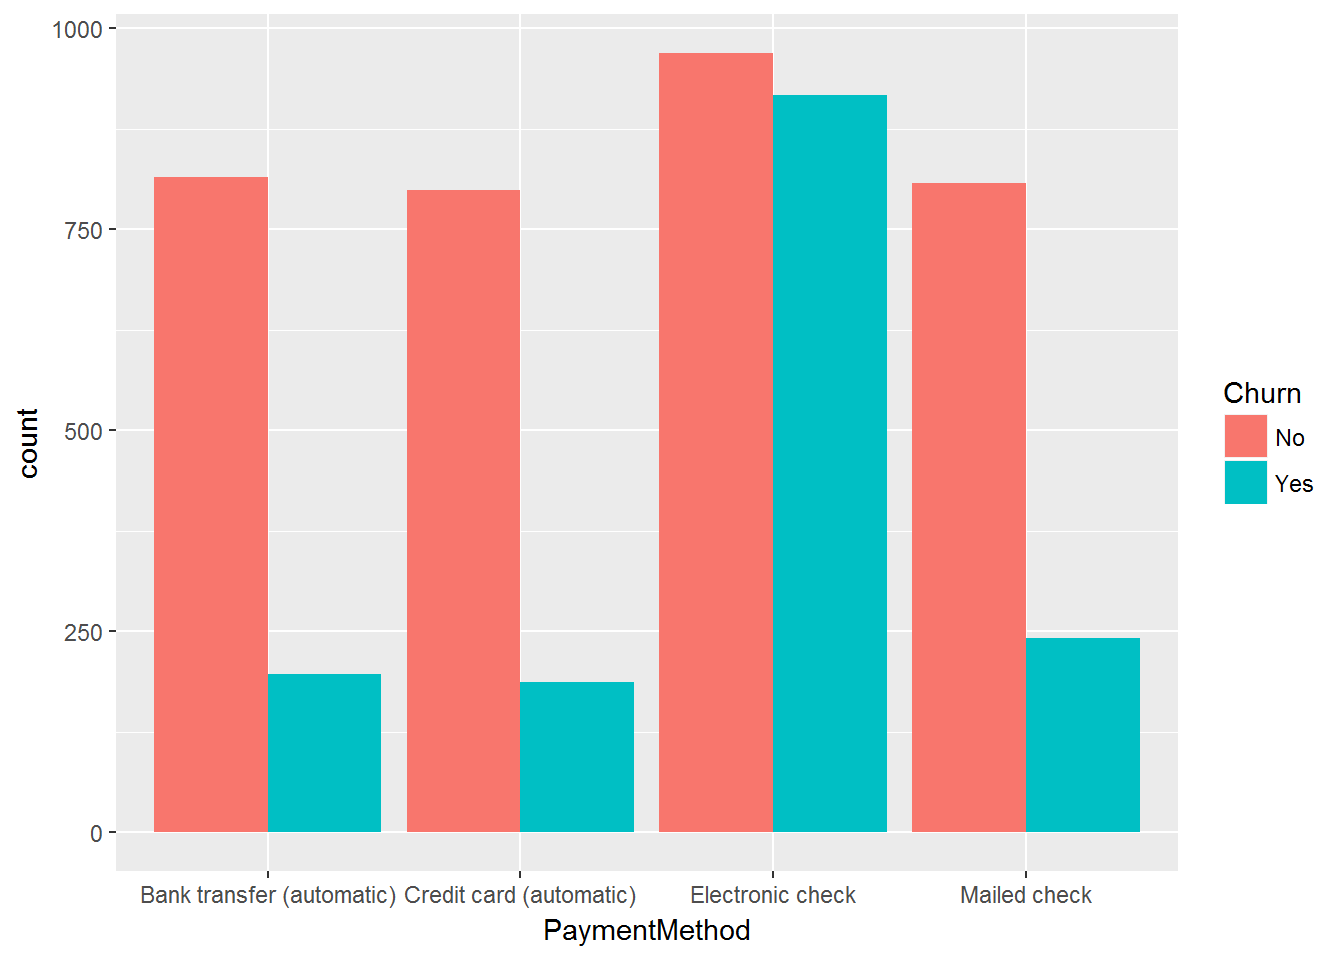 1000
750
500
250
0
count
Bank transfer (automatic) Credit card (automatic) Electronic check Mailed check
PaymentMethod
Churn
No
Yes